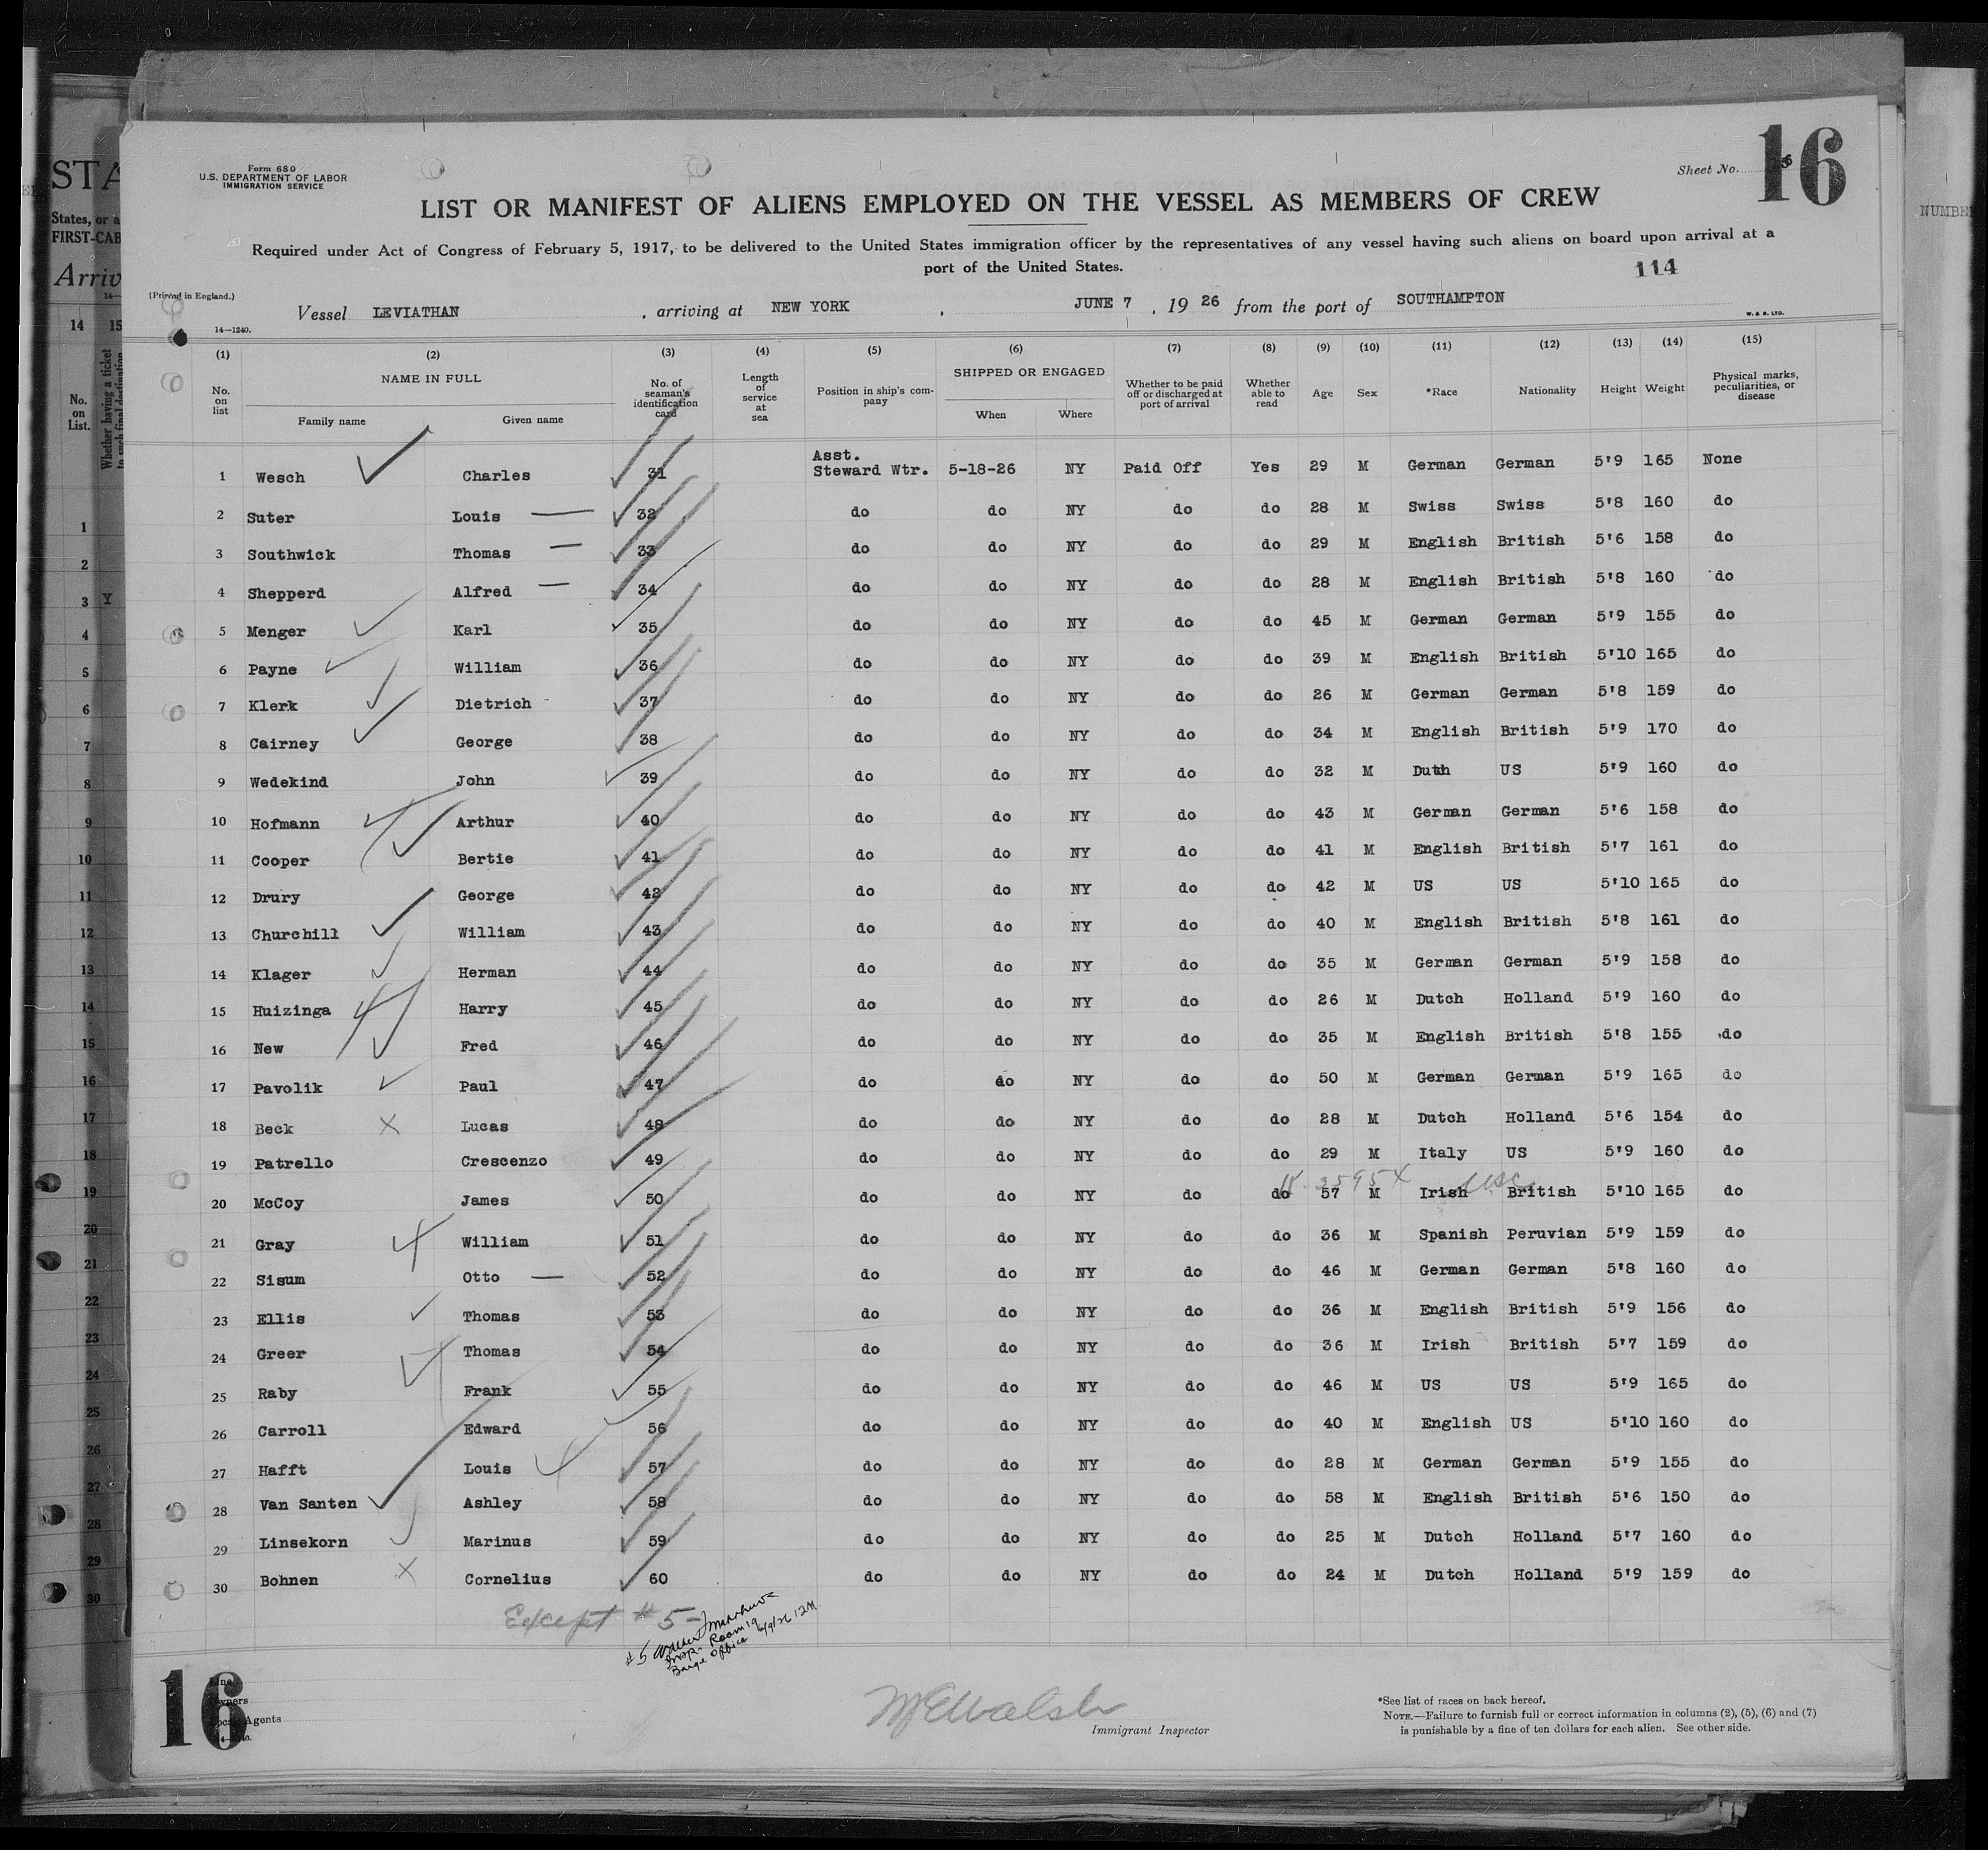 Form 680
U.S. DEPARTMENT OF LABOR
IMMIGRATION SERVICE
Sheet No.
16
LIST OR MANIFEST OF ALIENS EMPLOYED ON THE VESSEL AS MEMBERS OF CREW
Required under Act of Congress of February 5, 1917, to be delivered to the United States immigration officer by the representatives of any vessel having such aliens on board upon arrival at a
port of the United States.
114
(Printed in England.)
Vessel LEVIATHAN , arriving at NEW YORK , JUNE 7 , 19 26 from the port of SOUTHAMPTON
14—1240.
W. & S. LTD.
(1) (2) (3) (4) (5) (6) (7) (8) (9) (10) (11) (12) (13) (14) (15)
No. on list NAME IN FULL Family name Given name No. of seaman's identification card Length of service at sea Position in ship's company SHIPPED OR ENGAGED When Where Whether to be paid off or discharged at port of arrival Whether able to read Age Sex *Race Nationality Height Weight Physical marks, peculiarities, or disease
1 Wesch Charles 31 Asst. Steward Wtr. 5-18-26 NY Paid Off Yes 29 M German German 5'9 165 None
2 Suter Louis 32 do do NY do do 28 M Swiss Swiss 5'8 160 do
3 Southwick Thomas 33 do do NY do do 29 M English British 5'6 158 do
4 Shepperd Alfred 34 do do NY do do 28 M English British 5'8 160 do
5 Menger Karl 35 do do NY do do 45 M German German 5'9 155 do
6 Payne William 36 do do NY do do 39 M English British 5'10 165 do
7 Klerk Dietrich 37 do do NY do do 26 M German German 5'8 159 do
8 Cairney George 38 do do NY do do 34 M English British 5'9 170 do
9 Wedekind John 39 do do NY do do 32 M Duth US 5'9 160 do
10 Hofmann Arthur 40 do do NY do do 43 M German German 5'6 158 do
11 Cooper Bertie 41 do do NY do do 41 M English British 5'7 161 do
12 Drury George 42 do do NY do do 42 M US US 5'10 165 do
13 Churchill William 43 do do NY do do 40 M English British 5'8 161 do
14 Klager Herman 44 do do NY do do 35 M German German 5'9 158 do
15 Huizinga Harry 45 do do NY do do 26 M Dutch Holland 5'9 160 do
16 New Fred 46 do do NY do do 35 M English British 5'8 155 do
17 Pavolik Paul 47 do do NY do do 50 M German German 5'9 165 do
18 Beck Lucas 48 do do NY do do 28 M Dutch Holland 5'6 154 do
19 Patrello Crescenzo 49 do do NY do do 29 M Italy US 5'9 160 do
20 McCoy James 50 do do NY do do 57 M Irish British 5'10 165 do
21 Gray William 51 do do NY do do 36 M Spanish Peruvian 5'9 159 do
22 Sisum Otto 52 do do NY do do 46 M German German 5'8 160 do
23 Ellis Thomas 53 do do NY do do 36 M English British 5'9 156 do
24 Greer Thomas 54 do do NY do do 36 M Irish British 5'7 159 do
25 Raby Frank 55 do do NY do do 46 M US US 5'9 165 do
26 Carroll Edward 56 do do NY do do 40 M English US 5'10 160 do
27 Hafft Louis 57 do do NY do do 28 M German German 5'9 155 do
28 Van Santen Ashley 58 do do NY do do 58 M English British 5'6 150 do
29 Linsekorn Marinus 59 do do NY do do 25 M Dutch Holland 5'7 160 do
30 Bohnen Cornelius 60 do do NY do do 24 M Dutch Holland 5'9 159 do
Except #5-
#5
Insp. Room 19
Barge Office 6/9/26 12M
16
Line
Owners
Local Agents
McWalsh
Immigrant Inspector
*See list of races on back hereof.
NOTE.—Failure to furnish full or correct information in columns (2), (5), (6) and (7)
is punishable by a fine of ten dollars for each alien. See other side.